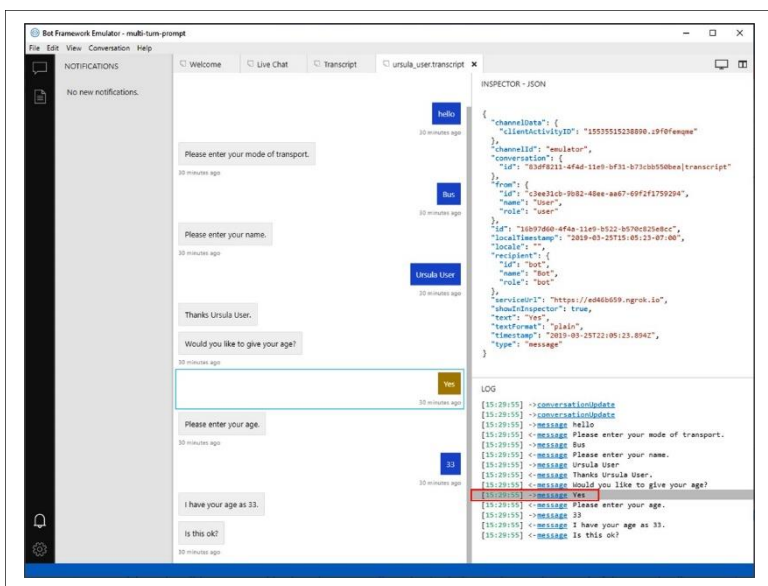 Bot Framework Emulator - multi-turn-prompt
File Edit View Conversation Help
NOTIFICATIONS
No new notifications.
Welcome Live Chat Transcript ursula_user.transcript
hello
30 minutes ago
Please enter your mode of transport.
30 minutes ago
Bus
30 minutes ago
Please enter your name.
30 minutes ago
Ursula User
30 minutes ago
Thanks Ursula User.
Would you like to give your age?
30 minutes ago
Yes
30 minutes ago
Please enter your age.
30 minutes ago
33
30 minutes ago
I have your age as 33.
Is this ok?
30 minutes ago
INSPECTOR - JSON
{
"channelData": {
"clientActivityID": "15535515238890.z9f0femqme"
},
"channelId": "emulator",
"conversation": {
"id": "03df8211-4f4d-11e9-bf31-b73cbb550bea|transcript"
},
"from": {
"id": "c3ee31cb-9b82-48ee-aa67-69f2f1759294",
"name": "User",
"role": "user"
},
"id": "16b97d60-4f4a-11e9-b522-b570c825e8cc",
"localTimestamp": "2019-03-25T15:05:23-07:00",
"locale": "",
"recipient": {
"id": "bot",
"name": "Bot",
"role": "bot"
},
"serviceUrl": "https://ed46b659.ngrok.io",
"showInInspector": true,
"text": "Yes",
"textFormat": "plain",
"timestamp": "2019-03-25T22:05:23.894Z",
"type": "message"
}
LOG
[15:29:55] ->conversationUpdate
[15:29:55] ->conversationUpdate
[15:29:55] ->message hello
[15:29:55] <-message Please enter your mode of transport.
[15:29:55] ->message Bus
[15:29:55] <-message Please enter your name.
[15:29:55] ->message Ursula User
[15:29:55] <-message Thanks Ursula User.
[15:29:55] <-message Would you like to give your age?
[15:29:55] ->message Yes
[15:29:55] <-message Please enter your age.
[15:29:55] ->message 33
[15:29:55] <-message I have your age as 33.
[15:29:55] <-message Is this ok?